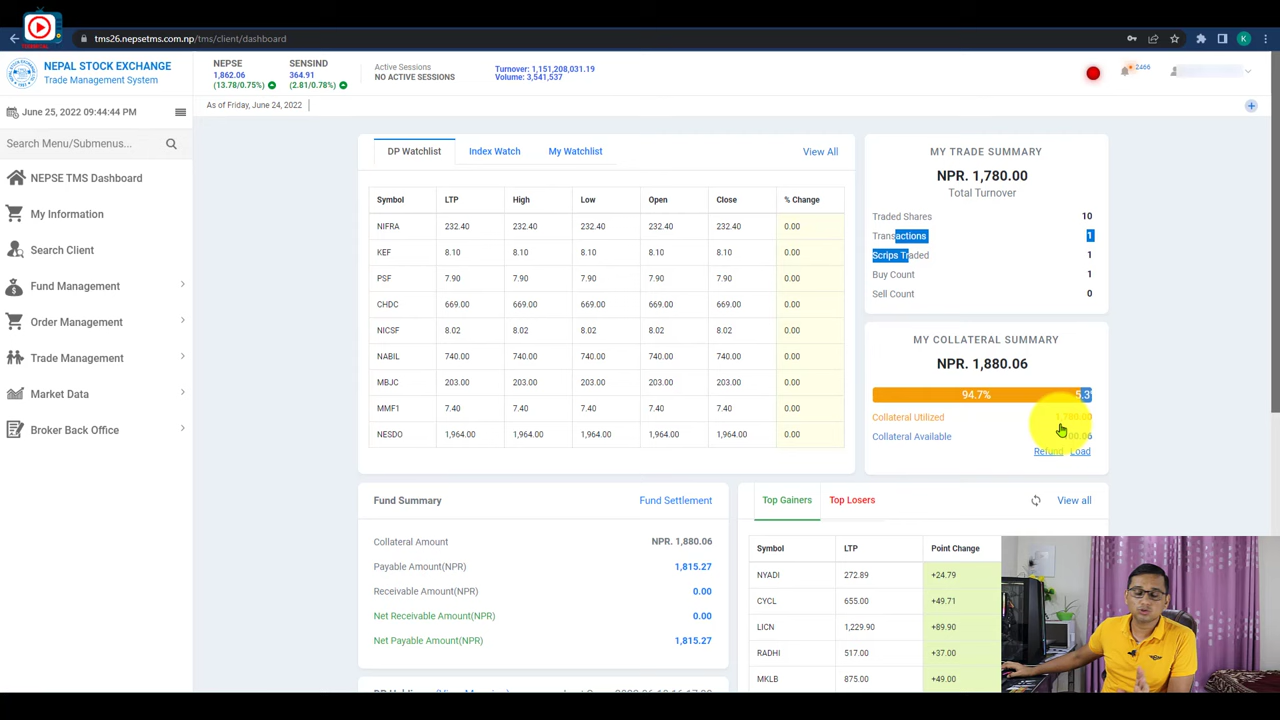 tms26.nepsetms.com.np/tms/client/dashboard
NEPAL STOCK EXCHANGE
Trade Management System
NEPSE
1,862.06
(13.78/0.75%)
SENSIND
364.91
(2.81/0.78%)
Active Sessions
NO ACTIVE SESSIONS
Turnover: 1,151,208,031.19
Volume: 3,541,537
2466
K
June 25, 2022 09:44:44 PM
As of Friday, June 24, 2022
Search Menu/Submenus...
NEPSE TMS Dashboard
My Information
Search Client
Fund Management
Order Management
Trade Management
Market Data
Broker Back Office
DP Watchlist Index Watch My Watchlist View All
Symbol LTP High Low Open Close % Change
NIFRA 232.40 232.40 232.40 232.40 232.40 0.00
KEF 8.10 8.10 8.10 8.10 8.10 0.00
PSF 7.90 7.90 7.90 7.90 7.90 0.00
CHDC 669.00 669.00 669.00 669.00 669.00 0.00
NICSF 8.02 8.02 8.02 8.02 8.02 0.00
NABIL 740.00 740.00 740.00 740.00 740.00 0.00
MBJC 203.00 203.00 203.00 203.00 203.00 0.00
MMF1 7.40 7.40 7.40 7.40 7.40 0.00
NESDO 1,964.00 1,964.00 1,964.00 1,964.00 1,964.00 0.00
MY TRADE SUMMARY
NPR. 1,780.00
Total Turnover
Traded Shares 10
Transactions 1
Scrips Traded 1
Buy Count 1
Sell Count 0
MY COLLATERAL SUMMARY
NPR. 1,880.06
94.7% 5.3
Collateral Utilized 1,780.00
Collateral Available
Refund Load
Fund Summary Fund Settlement
Collateral Amount NPR. 1,880.06
Payable Amount(NPR) 1,815.27
Receivable Amount(NPR) 0.00
Net Receivable Amount(NPR) 0.00
Net Payable Amount(NPR) 1,815.27
Top Gainers Top Losers View all
Symbol LTP Point Change
NYADI 272.89 +24.79
CYCL 655.00 +49.71
LICN 1,229.90 +89.90
RADHI 517.00 +37.00
MKLB 875.00 +49.00